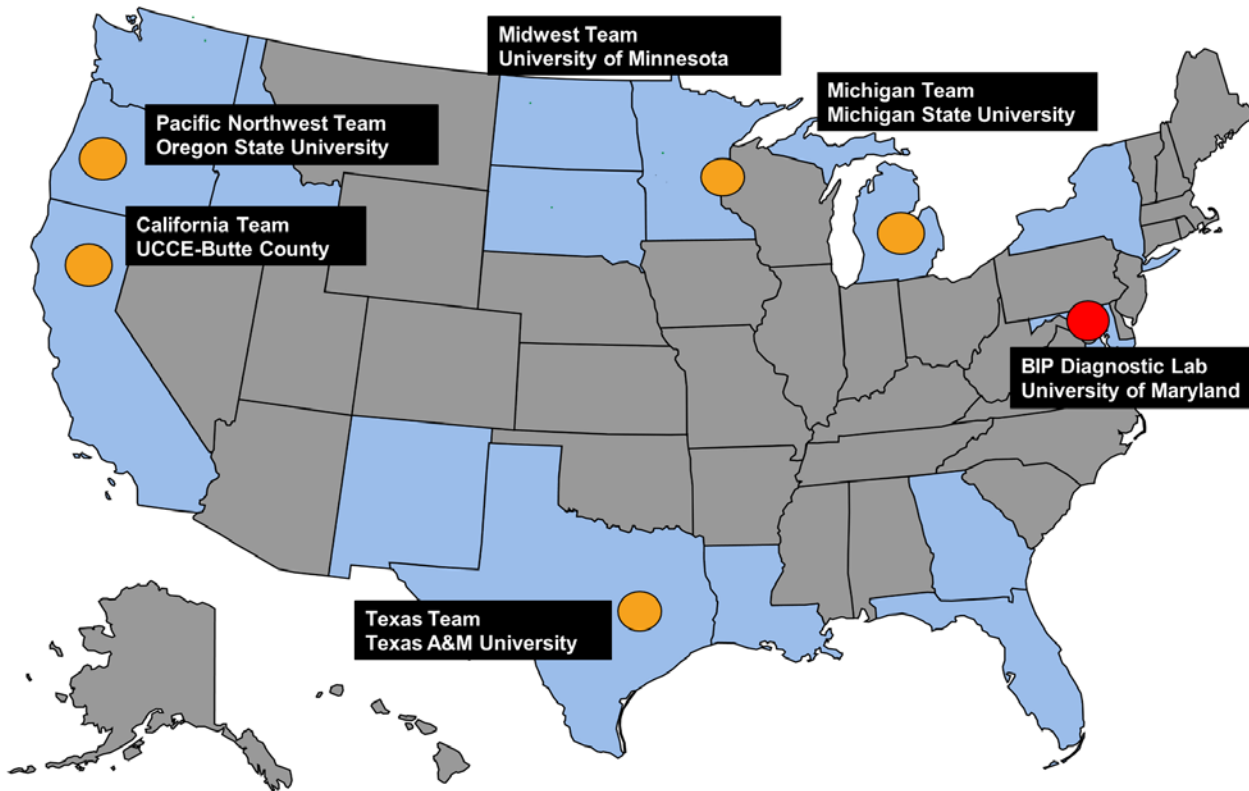 Midwest Team
University of Minnesota
Michigan Team
Michigan State University
Pacific Northwest Team
Oregon State University
California Team
UCCE-Butte County
BIP Diagnostic Lab
University of Maryland
Texas Team
Texas A&M University